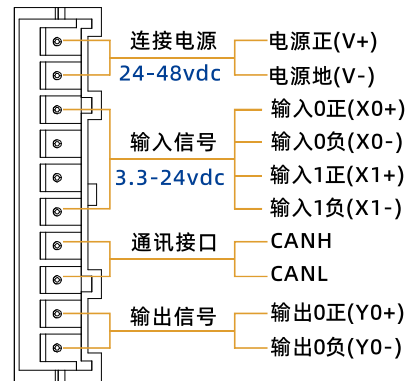 连接电源
24-48vdc
电源正(V+)
电源地(V-)
输入信号
3.3-24vdc
输入0正(X0+)
输入0负(X0-)
输入1正(X1+)
输入1负(X1-)
通讯接口
CANH
CANL
输出信号
输出0正(Y0+)
输出0负(Y0-)